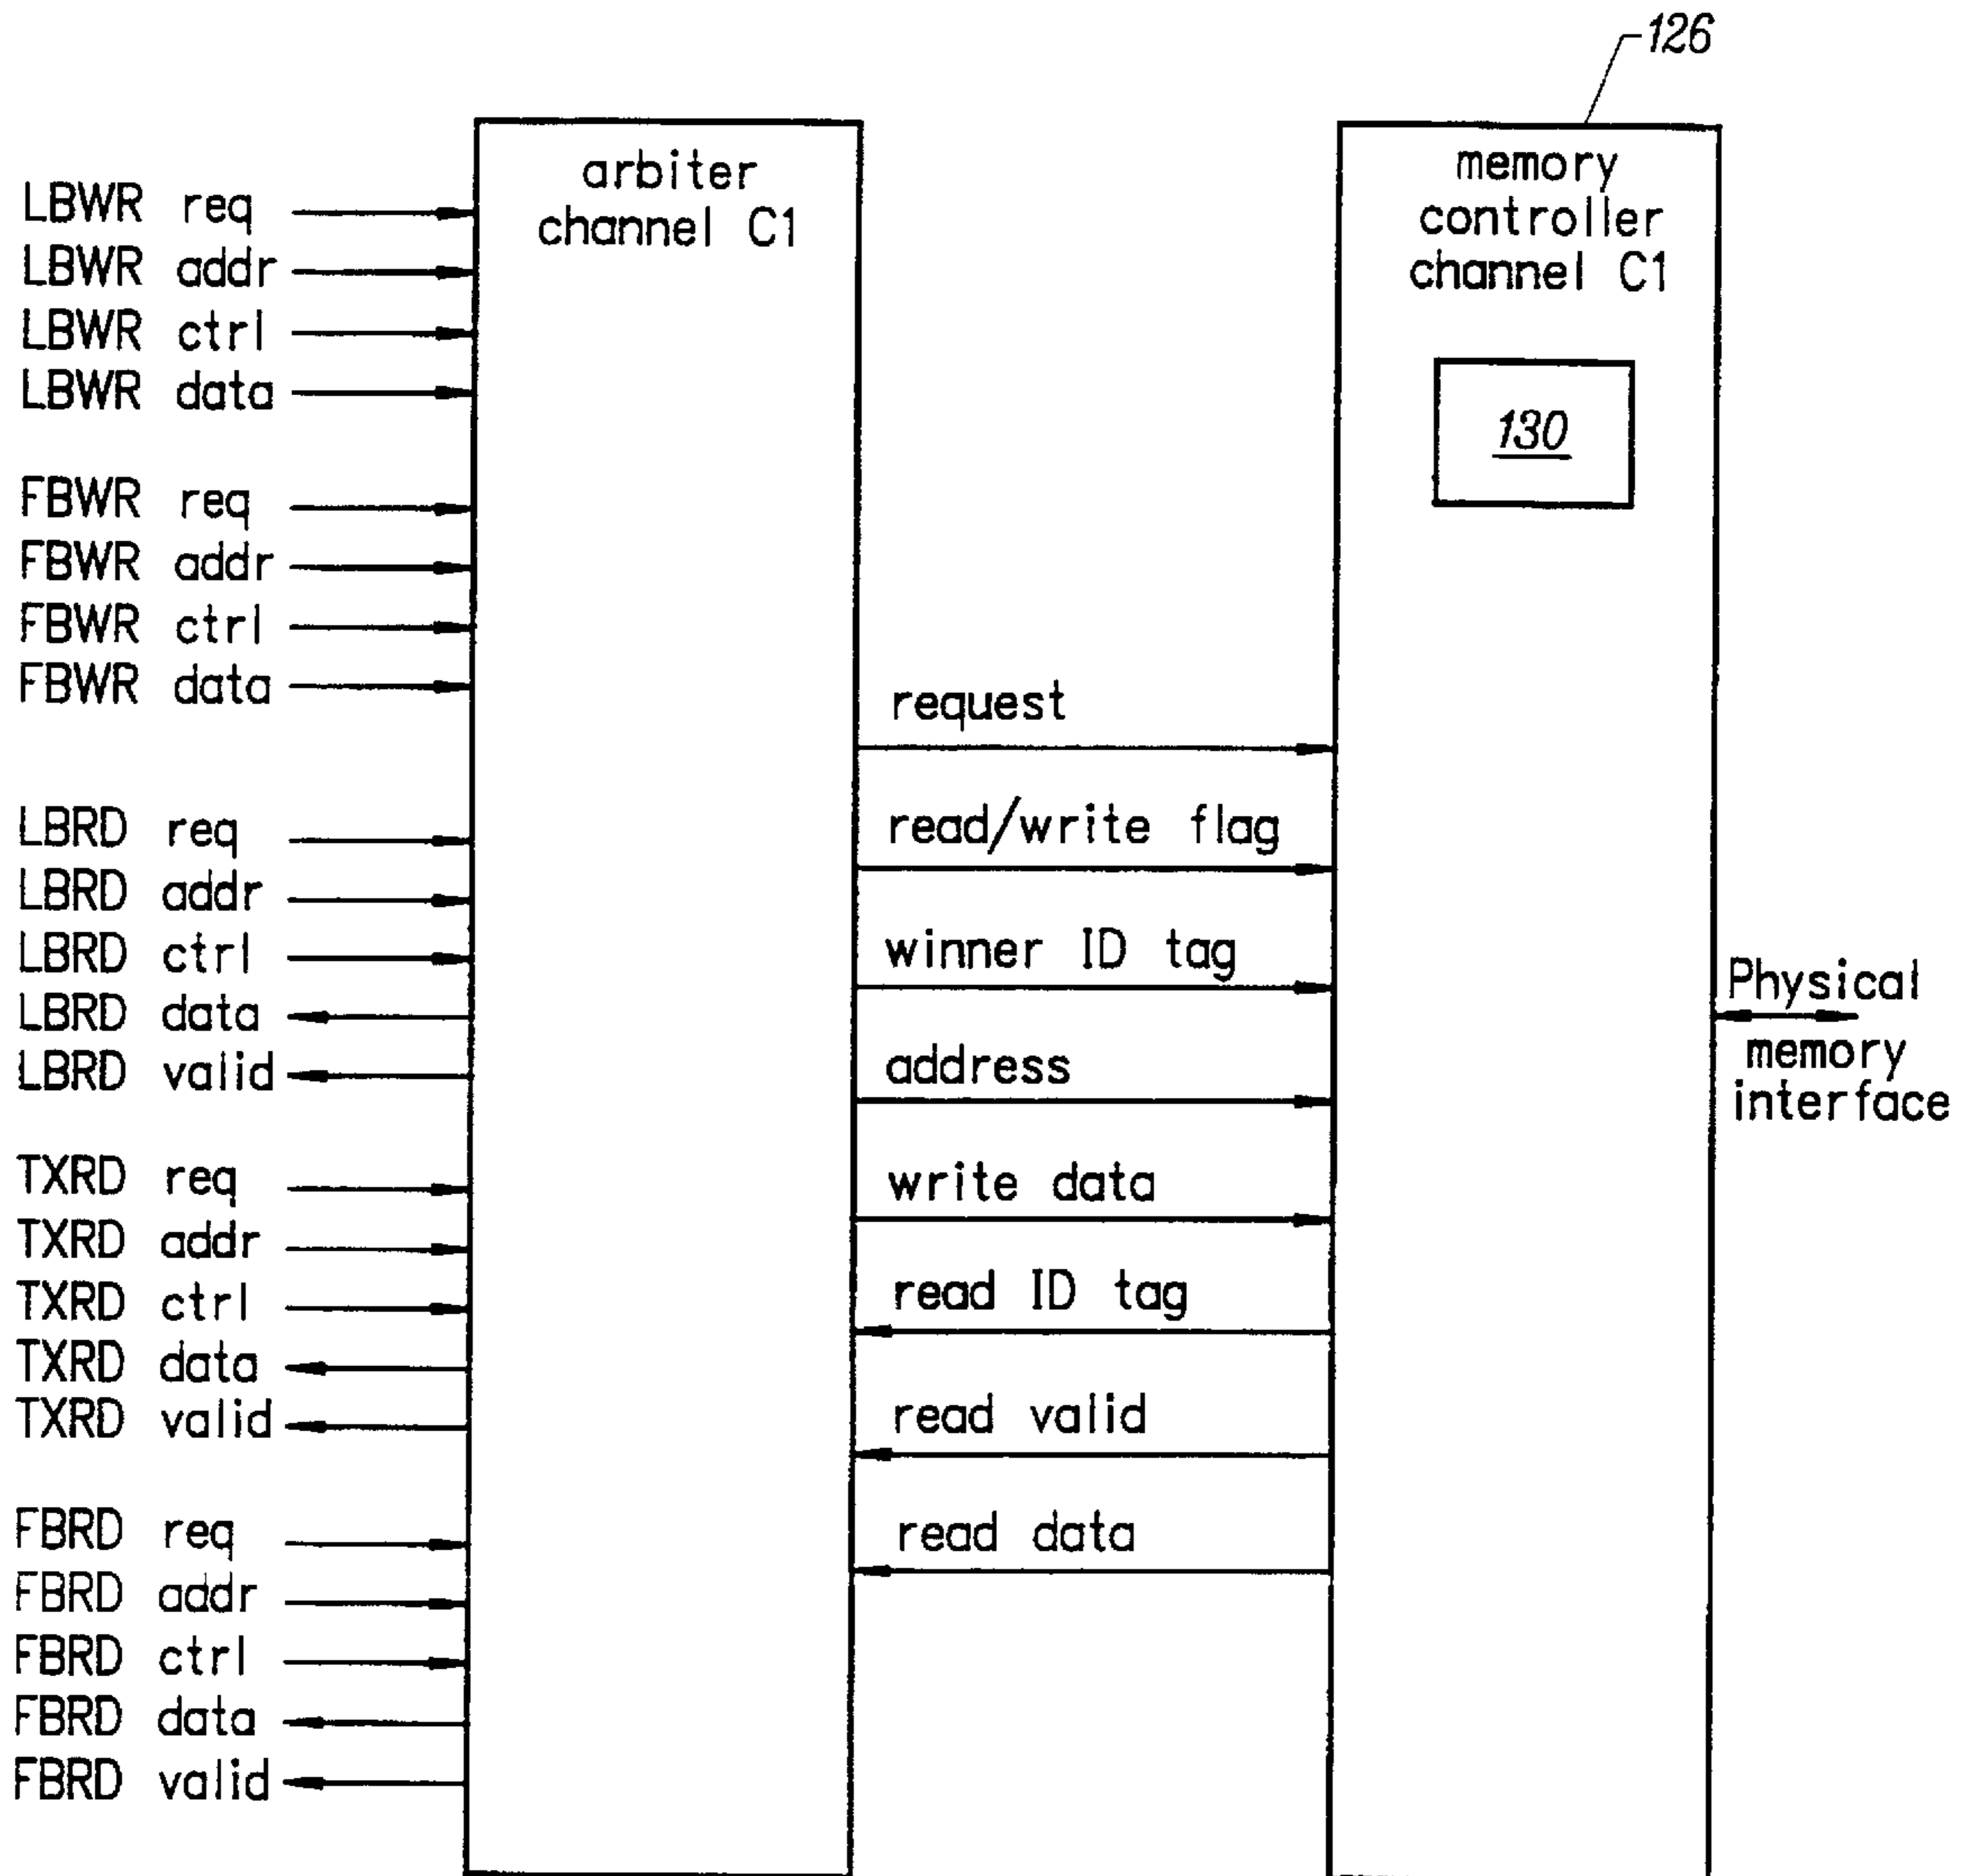 126
arbiter
channel C1
memory
controller
channel C1
130
LBWR req
LBWR addr
LBWR ctrl
LBWR data
FBWR req
FBWR addr
FBWR ctrl
FBWR data
LBRD req
LBRD addr
LBRD ctrl
LBRD data
LBRD valid
TXRD req
TXRD addr
TXRD ctrl
TXRD data
TXRD valid
FBRD req
FBRD addr
FBRD ctrl
FBRD data
FBRD valid
request
read/write flag
winner ID tag
address
write data
read ID tag
read valid
read data
Physical
memory
interface